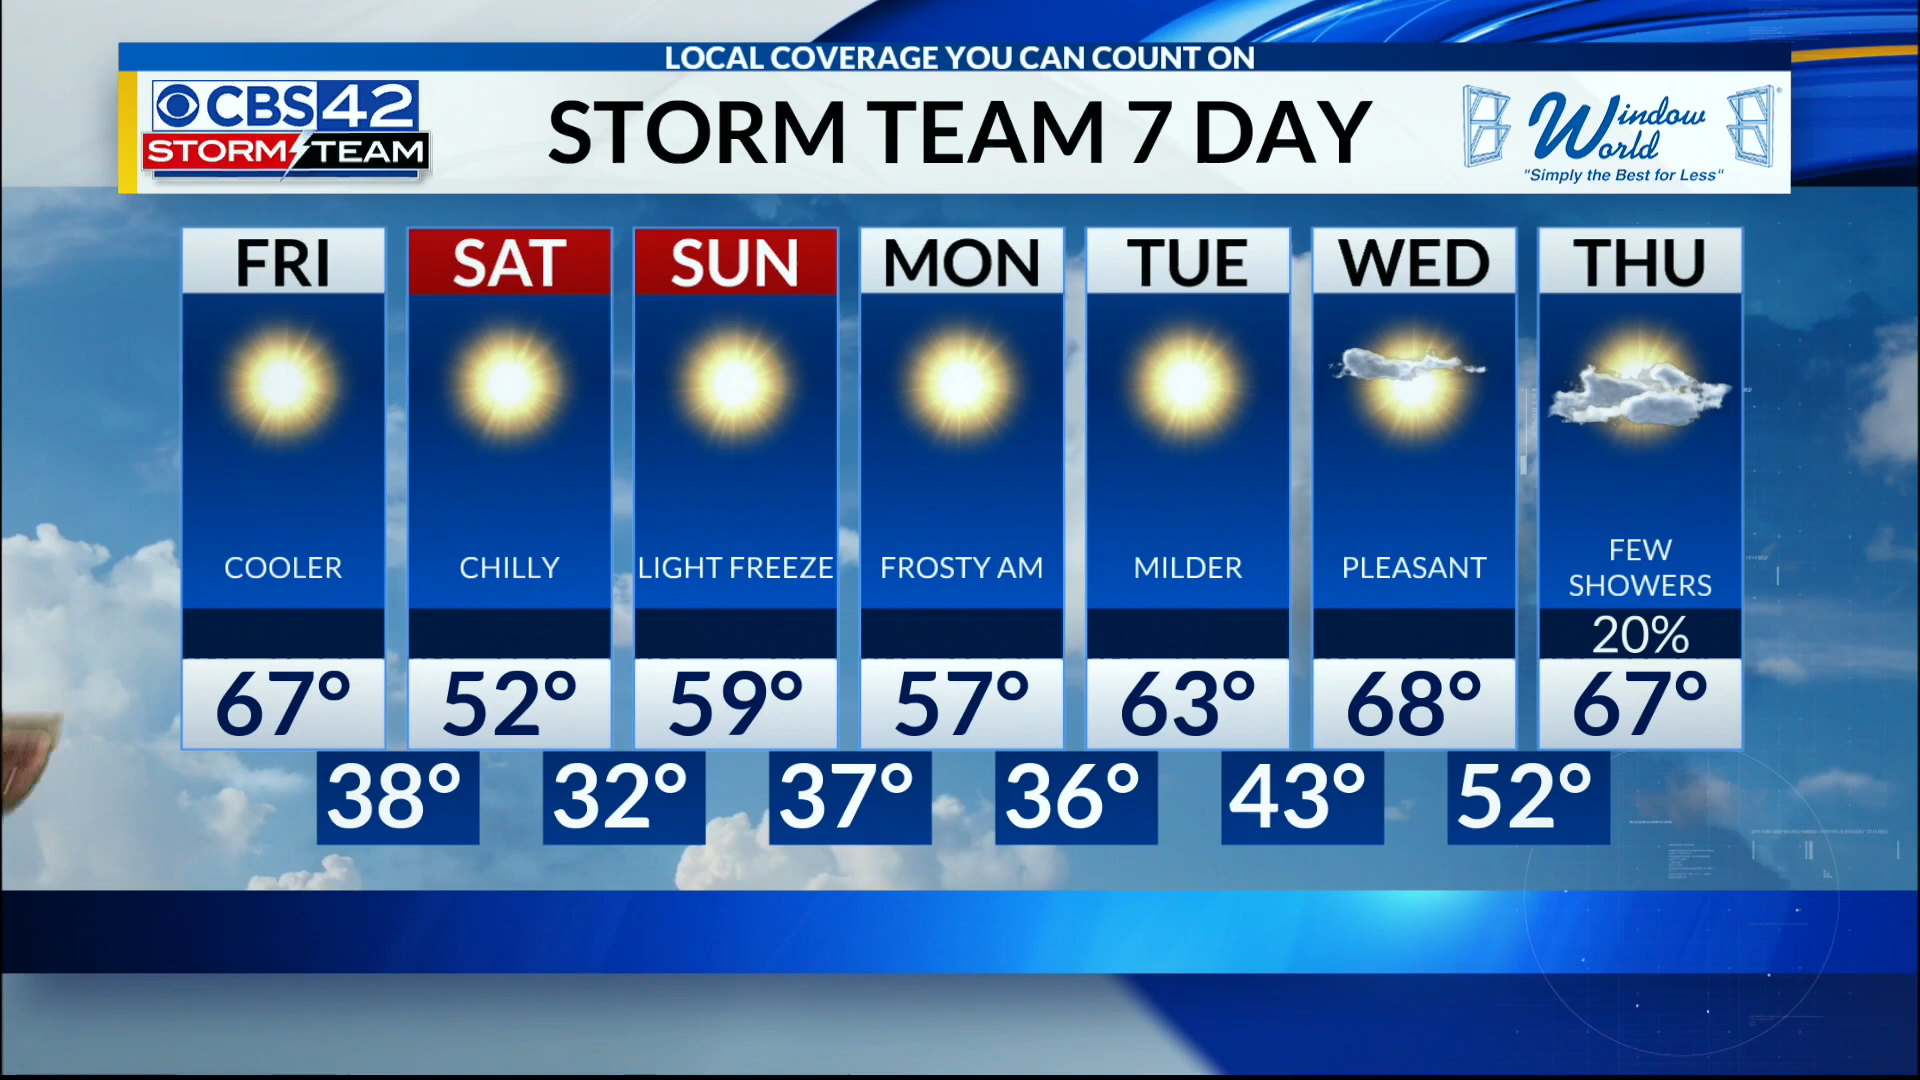 LOCAL COVERAGE YOU CAN COUNT ON
CBS 42
STORM TEAM
STORM TEAM 7 DAY
Window
World
"Simply the Best for Less"
FRI SAT SUN MON TUE WED THU
COOLER CHILLY LIGHT FREEZE FROSTY AM MILDER PLEASANT FEW
SHOWERS
20%
67° 52° 59° 57° 63° 68° 67°
38° 32° 37° 36° 43° 52°